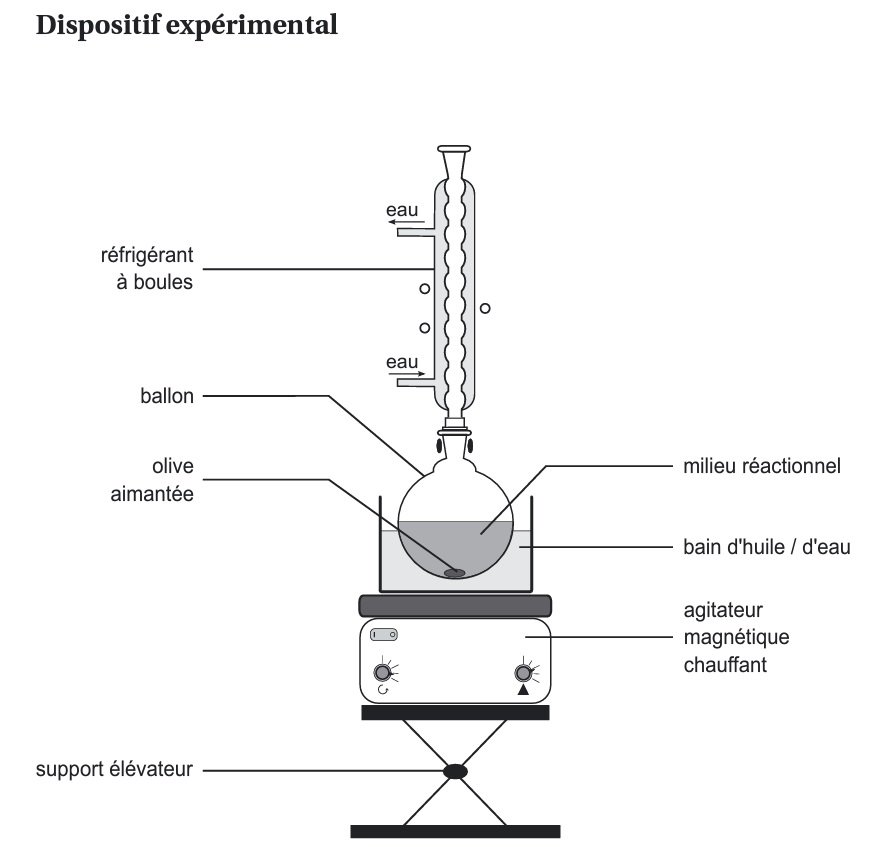 Dispositif expérimental
eau
réfrigérant
à boules
eau
ballon
olive
aimantée
milieu réactionnel
bain d'huile / d'eau
agitateur
magnétique
chauffant
support élévateur